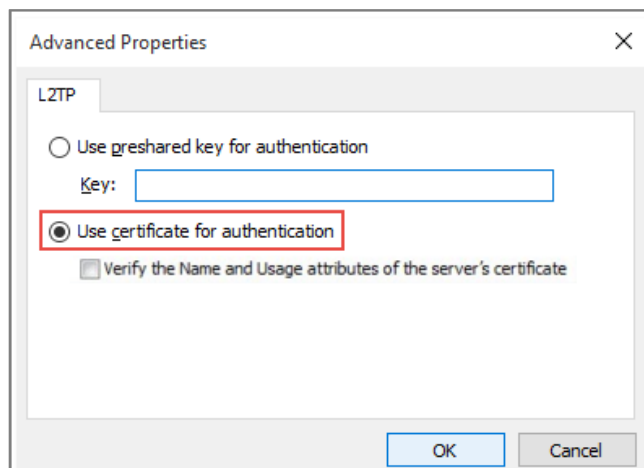 Advanced Properties
L2TP
Use preshared key for authentication
Key:
Use certificate for authentication
Verify the Name and Usage attributes of the server's certificate
OK Cancel